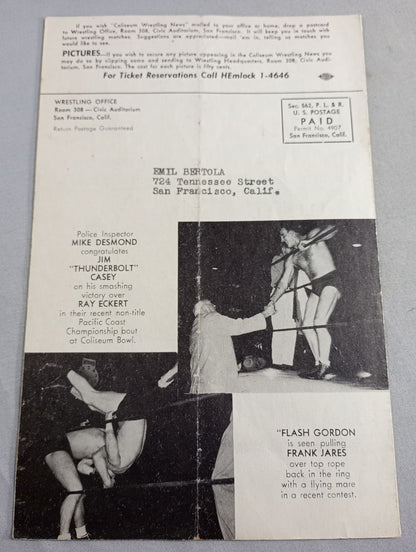 If you wish "Coliseum Wrestling News" mailed to your office or home, drop a postcard
to Wrestling Office, Room 308, Civic Auditorium, San Francisco. It will keep you in touch with
future wrestling matches. Suggestions are appreciated—mail 'em in, telling us matches you
would like to see.
PICTURES—If you wish to secure any picture appearing in the Coliseum Wrestling News you
may do so by calling or sending to Wrestling Headquarters, Room 308, Civic Audi-
torium, San Francisco. The cost for each picture is fifty cents.
For Ticket Reservations Call HEmlock 1-4646
WRESTLING OFFICE
Room 308 — Civic Auditorium
San Francisco, Calif.
Return Postage Guaranteed
Sec. 562, P. L. & R.
U. S. POSTAGE
PAID
Permit No. 4907
San Francisco, Calif.
EMIL BERTOLA
724 Tennessee Street
San Francisco, Calif.
Police Inspector
MIKE DESMOND
congratulates
JIM
"THUNDERBOLT"
CASEY
on his smashing
victory over
RAY ECKERT
in their recent non-title
Pacific Coast
Championship bout
at Coliseum Bowl.
"FLASH GORDON
is seen pulling
FRANK JARES
over top rope
back in the ring
with a flying mare
in a recent contest.